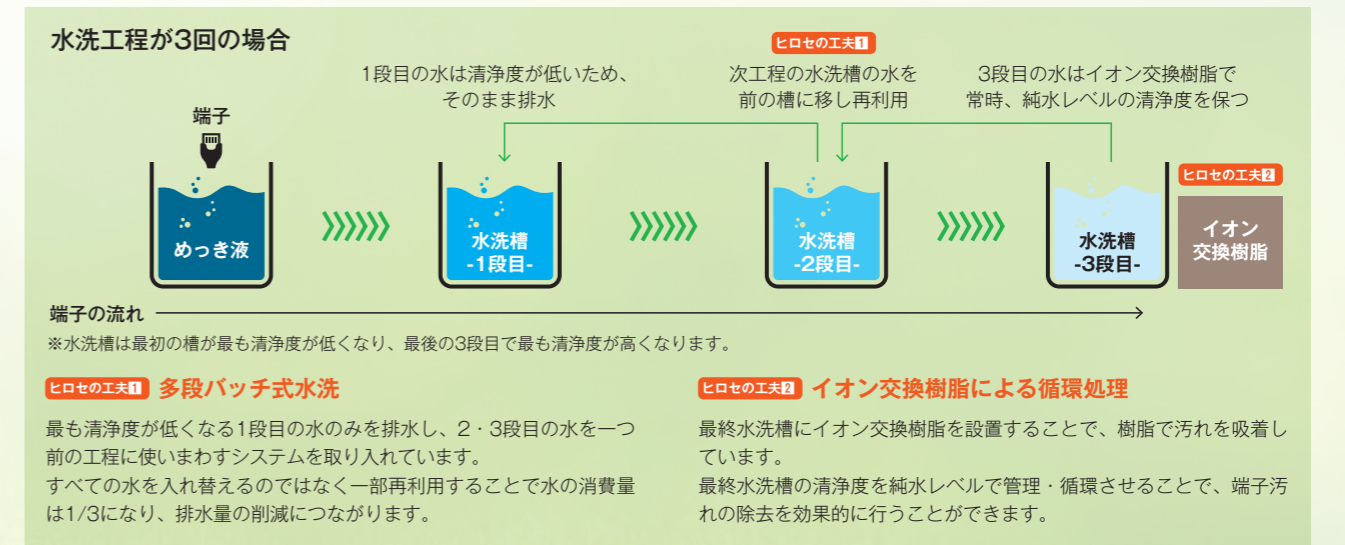 水洗工程が3回の場合
ヒロセの工夫1
1段目の水は清浄度が低いため、
そのまま排水
次工程の水洗槽の水を
前の槽に移し再利用
3段目の水はイオン交換樹脂で
常時、純水レベルの清浄度を保つ
端子
めっき液
水洗槽
-1段目-
水洗槽
-2段目-
水洗槽
-3段目-
ヒロセの工夫2
イオン
交換樹脂
端子の流れ
※水洗槽は最初の槽が最も清浄度が低くなり、最後の3段目で最も清浄度が高くなります。
ヒロセの工夫1 多段バッチ式水洗
最も清浄度が低くなる1段目の水のみを排水し、2・3段目の水を一つ
前の工程に使いまわすシステムを取り入れています。
すべての水を入れ替えるのではなく一部再利用することで水の消費量
は1/3になり、排水量の削減につながります。
ヒロセの工夫2 イオン交換樹脂による循環処理
最終水洗槽にイオン交換樹脂を設置することで、樹脂で汚れを吸着し
ています。
最終水洗槽の清浄度を純水レベルで管理・循環させることで、端子汚
れの除去を効果的に行うことができます。